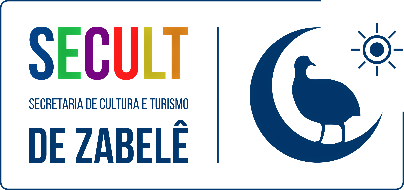 SECULT
SECRETARIA DE CULTURA E TURISMO
DE ZABELÊ